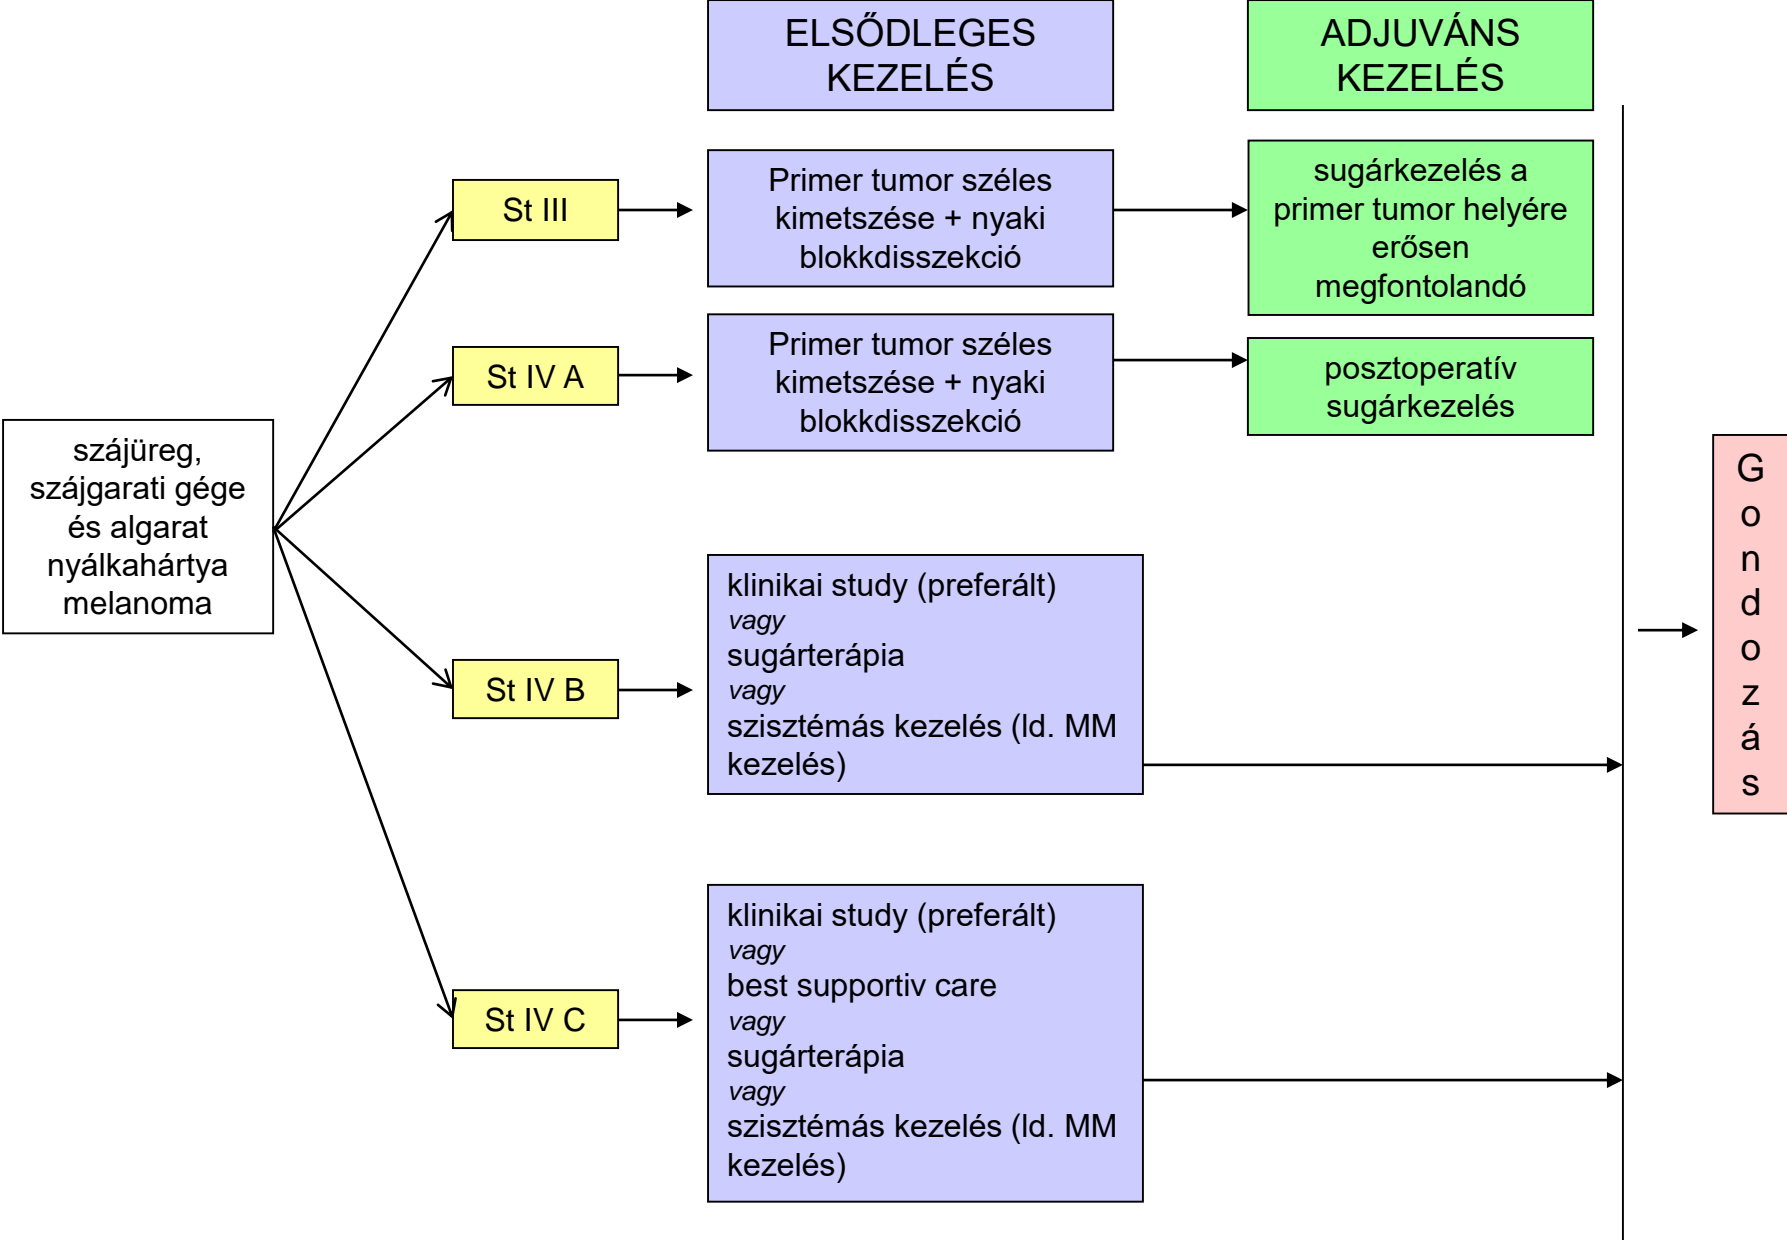 ELSŐDLEGES
KEZELÉS
ADJUVÁNS
KEZELÉS
szájüreg,
szájgarati gége
és algarat
nyálkahártya
melanoma
St III
Primer tumor széles
kimetszése + nyaki
blokkdisszekció
sugárkezelés a
primer tumor helyére
erősen
megfontolandó
St IV A
Primer tumor széles
kimetszése + nyaki
blokkdisszekció
posztoperatív
sugárkezelés
St IV B
klinikai study (preferált)
vagy
sugárterápia
vagy
szisztémás kezelés (ld. MM
kezelés)
St IV C
klinikai study (preferált)
vagy
best supportiv care
vagy
sugárterápia
vagy
szisztémás kezelés (ld. MM
kezelés)
G
o
n
d
o
z
á
s